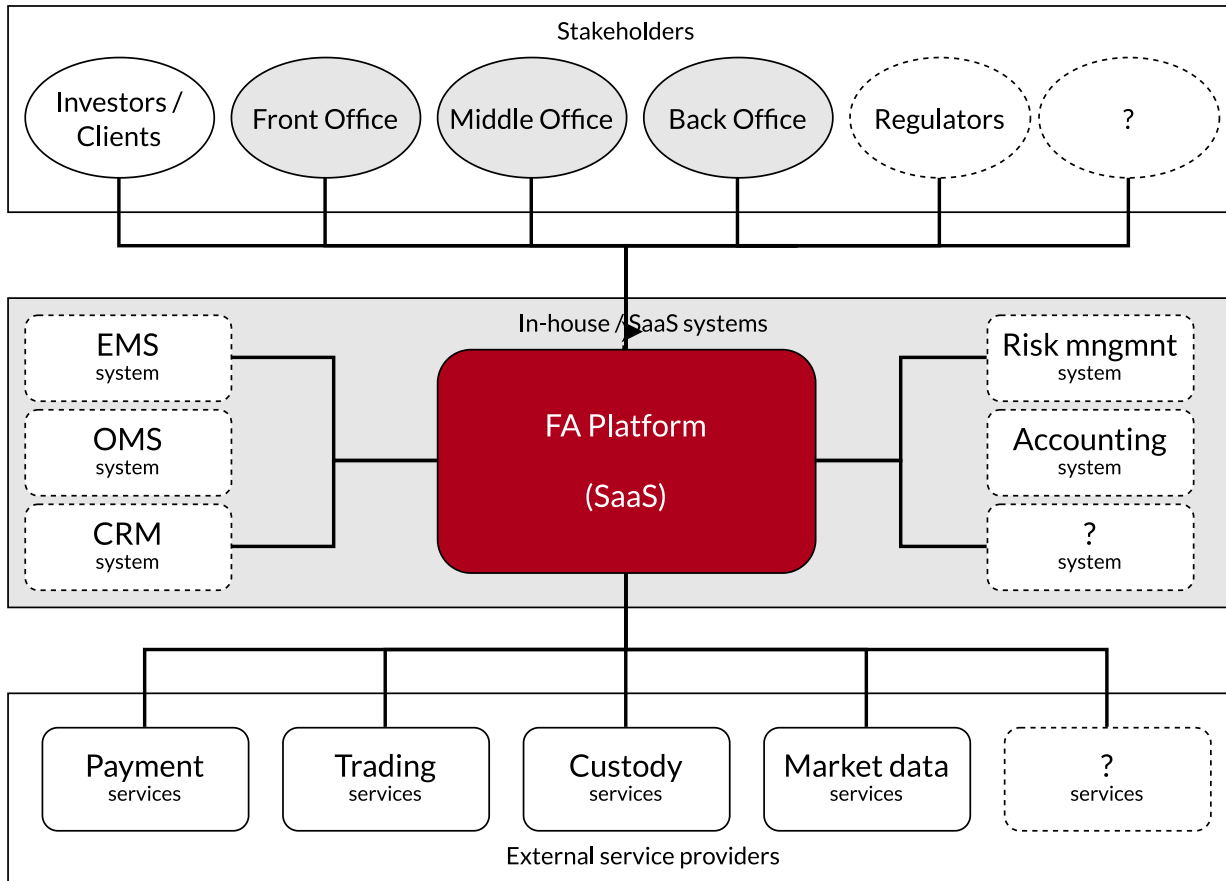 Stakeholders
Investors /
Clients
Front Office
Middle Office
Back Office
Regulators
?
In-house / SaaS systems
EMS
system
OMS
system
CRM
system
FA Platform
(SaaS)
Risk mngmnt
system
Accounting
system
?
system
Payment
services
Trading
services
Custody
services
Market data
services
?
services
External service providers